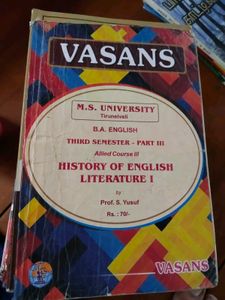 VASANS
M.S. UNIVERSITY
Tirunelveli
B.A. ENGLISH
THIRD SEMESTER - PART III
Allied Course III
HISTORY OF ENGLISH
LITERATURE I
by
Prof. S. Yusuf
Rs. : 70/-
VASANS